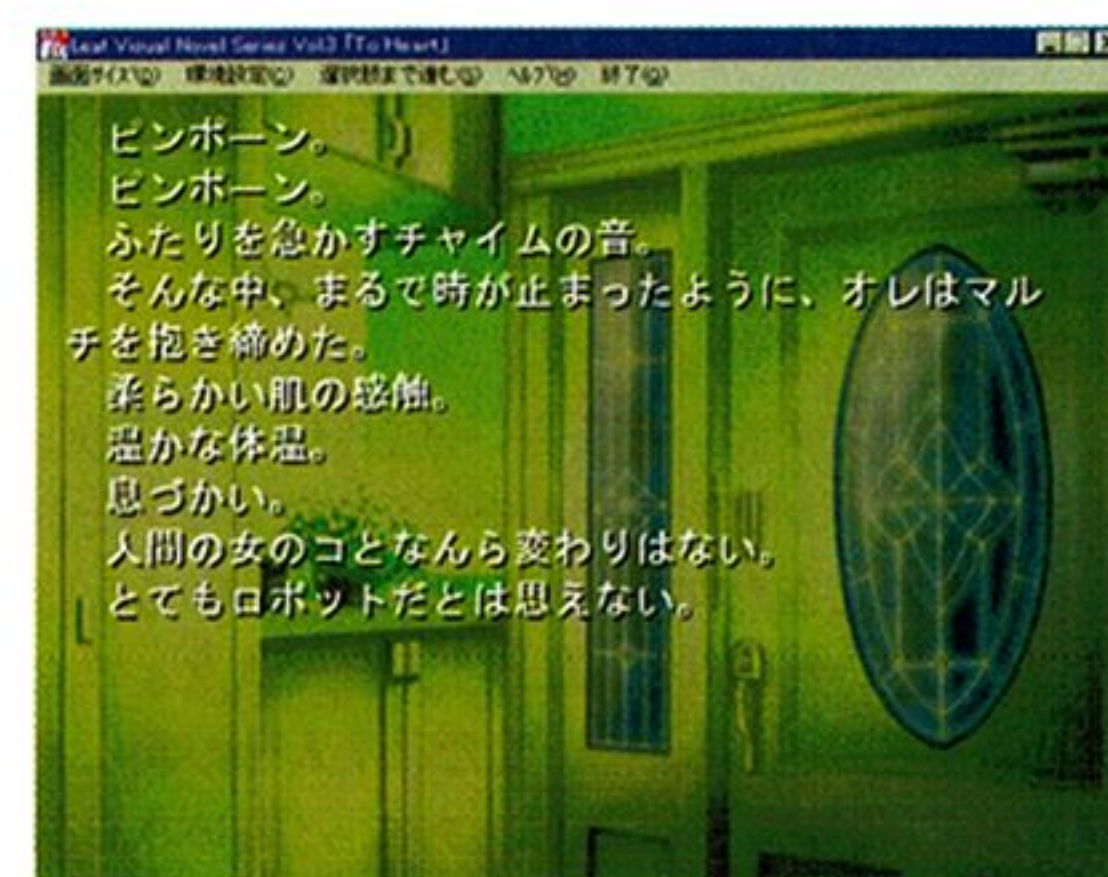 Leaf Visual Novel Series Vol.3 「To Heart」
画面サイズ(D) 環境設定(C) 選択肢まで進む(Q) ヘルプ(H) 終了(Q)
ピンポーン。
ピンポーン。
ふたりを急かすチャイムの音。
そんな中、まるで時が止まったように、オレはマル
チを抱き締めた。
柔らかい肌の感触。
温かな体温。
息づかい。
人間の女のコとなんら変わりはない。
とてもロボットだとは思えない。